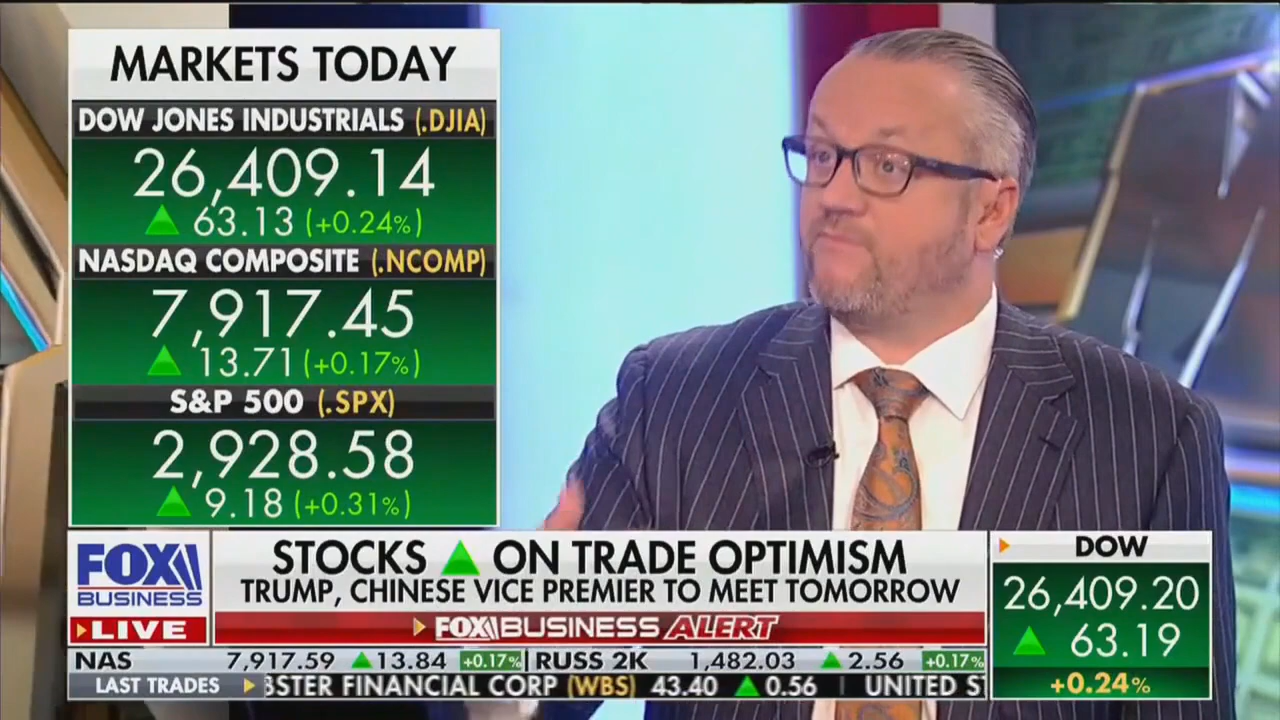 MARKETS TODAY
DOW JONES INDUSTRIALS (.DJIA)
26,409.14
▲ 63.13 (+0.24%)
NASDAQ COMPOSITE (.NCOMP)
7,917.45
▲ 13.71 (+0.17%)
S&P 500 (.SPX)
2,928.58
▲ 9.18 (+0.31%)
FOX
BUSINESS
LIVE
STOCKS ▲ ON TRADE OPTIMISM
TRUMP, CHINESE VICE PREMIER TO MEET TOMORROW
FOX BUSINESS ALERT
DOW
26,409.20
▲ 63.19
+0.24%
NAS 7,917.59 ▲ 13.84 +0.17% RUSS 2K 1,482.03 ▲ 2.56 +0.17%
LAST TRADES BSTER FINANCIAL CORP (WBS) 43.40 ▲ 0.56 UNITED ST